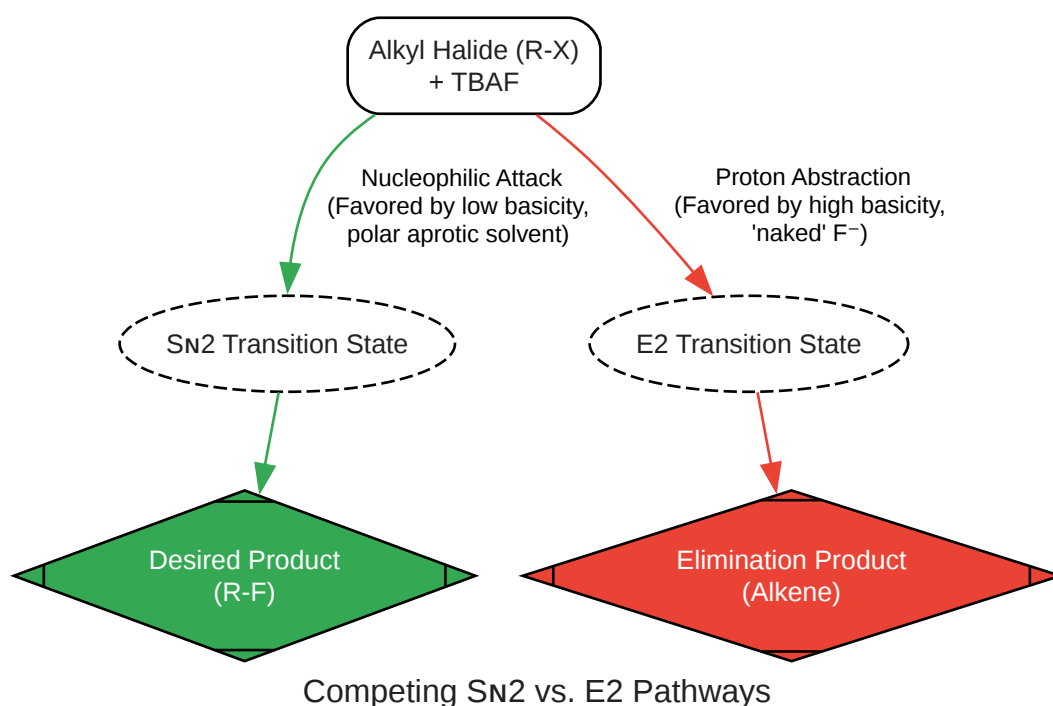 Alkyl Halide (R-X)
+ TBAF
Nucleophilic Attack
(Favored by low basicity,
polar aprotic solvent)
Proton Abstraction
(Favored by high basicity,
'naked' F⁻)
Sɴ2 Transition State
E2 Transition State
Desired Product
(R-F)
Elimination Product
(Alkene)
Competing Sɴ2 vs. E2 Pathways